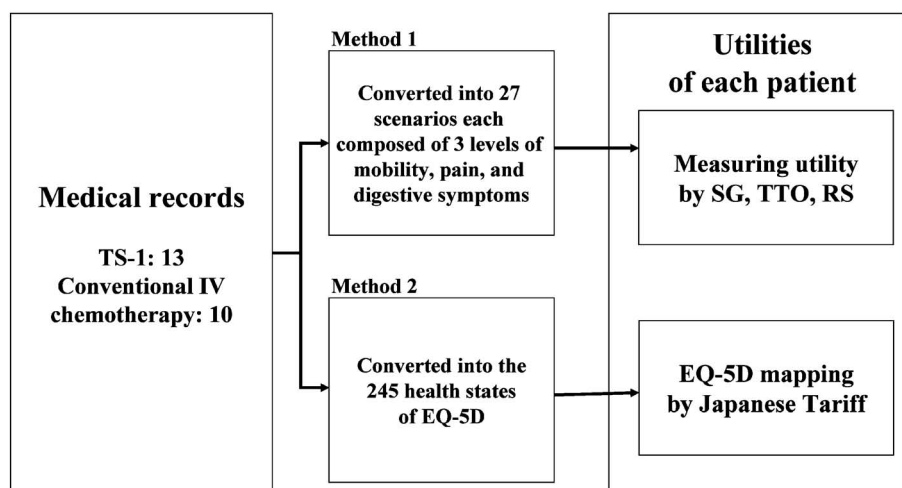 Medical records
TS-1: 13
Conventional IV
chemotherapy: 10
Method 1
Converted into 27
scenarios each
composed of 3 levels of
mobility, pain, and
digestive symptoms
Method 2
Converted into the
245 health states
of EQ-5D
Utilities
of each patient
Measuring utility
by SG, TTO, RS
EQ-5D mapping
by Japanese Tariff